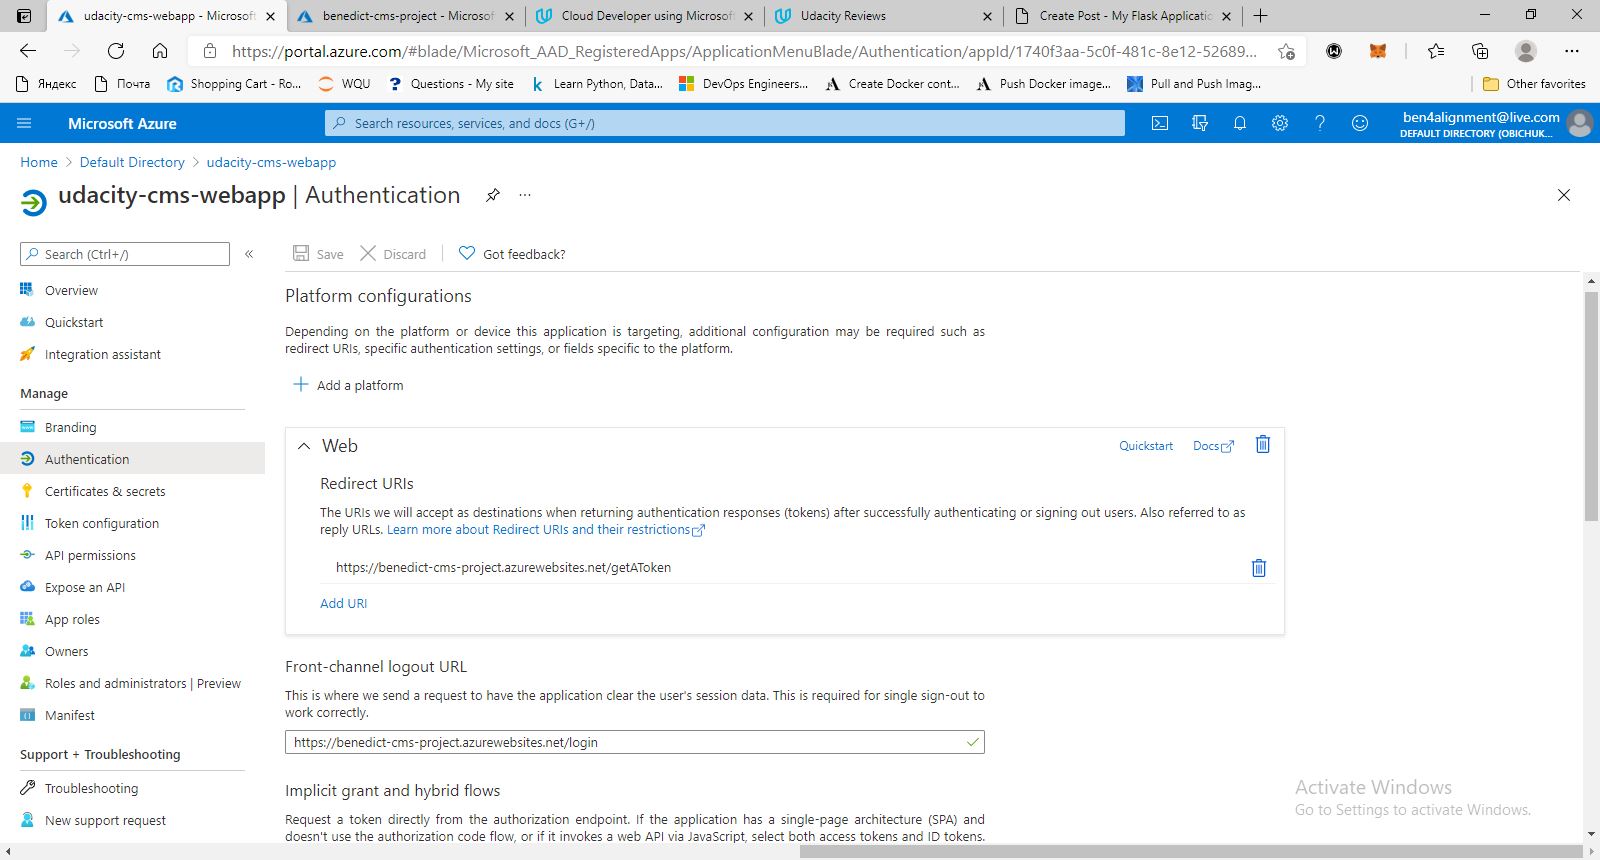 udacity-cms-webapp - Microsoft
benedict-cms-project - Microsof
Cloud Developer using Microsoft
Udacity Reviews
Create Post - My Flask Applicatio
https://portal.azure.com/#blade/Microsoft_AAD_RegisteredApps/ApplicationMenuBlade/Authentication/appId/1740f3aa-5c0f-481c-8e12-52689...
Яндекс
Почта
Shopping Cart - Ro...
WQU
Questions - My site
Learn Python, Data...
DevOps Engineers...
Create Docker cont...
Push Docker image...
Pull and Push Imag...
Other favorites
Microsoft Azure
Search resources, services, and docs (G+/)
ben4alignment@live.com
DEFAULT DIRECTORY (OBICHUK...
Home > Default Directory > udacity-cms-webapp
udacity-cms-webapp | Authentication
Search (Ctrl+/)
Save
Discard
Got feedback?
Overview
Quickstart
Integration assistant
Manage
Branding
Authentication
Certificates & secrets
Token configuration
API permissions
Expose an API
App roles
Owners
Roles and administrators | Preview
Manifest
Support + Troubleshooting
Troubleshooting
New support request
Platform configurations
Depending on the platform or device this application is targeting, additional configuration may be required such as
redirect URIs, specific authentication settings, or fields specific to the platform.
Add a platform
Web
Quickstart
Docs
Redirect URIs
The URIs we will accept as destinations when returning authentication responses (tokens) after successfully authenticating or signing out users. Also referred to as
reply URLs. Learn more about Redirect URIs and their restrictions
https://benedict-cms-project.azurewebsites.net/getAToken
Add URI
Front-channel logout URL
This is where we send a request to have the application clear the user's session data. This is required for single sign-out to
work correctly.
https://benedict-cms-project.azurewebsites.net/login
Implicit grant and hybrid flows
Request a token directly from the authorization endpoint. If the application has a single-page architecture (SPA) and
doesn't use the authorization code flow, or if it invokes a web API via JavaScript, select both access tokens and ID tokens.
Activate Windows
Go to Settings to activate Windows.